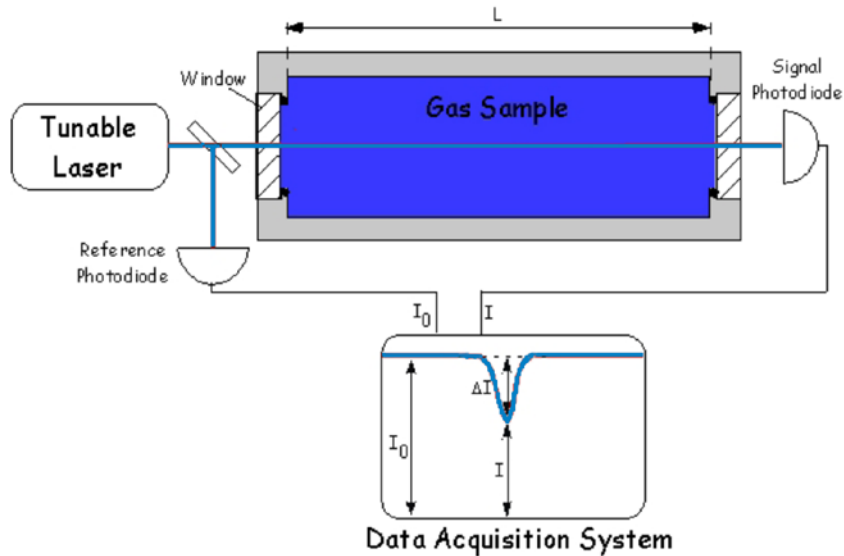 L
Window
Signal
Photodiode
Gas Sample
Tunable
Laser
Reference
Photodiode
I₀
I
ΔI
I₀
I
Data Acquisition System